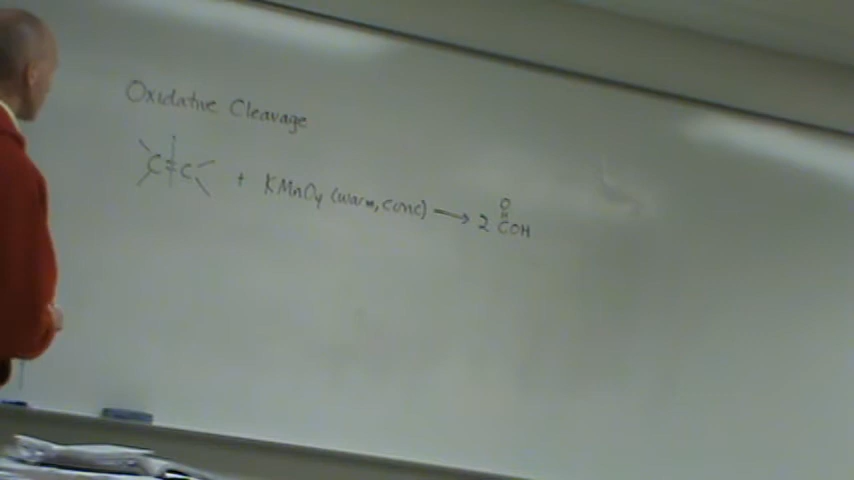 Oxidative Cleavage
C=C + KMnO4 (warm, conc) → 2 COH
O